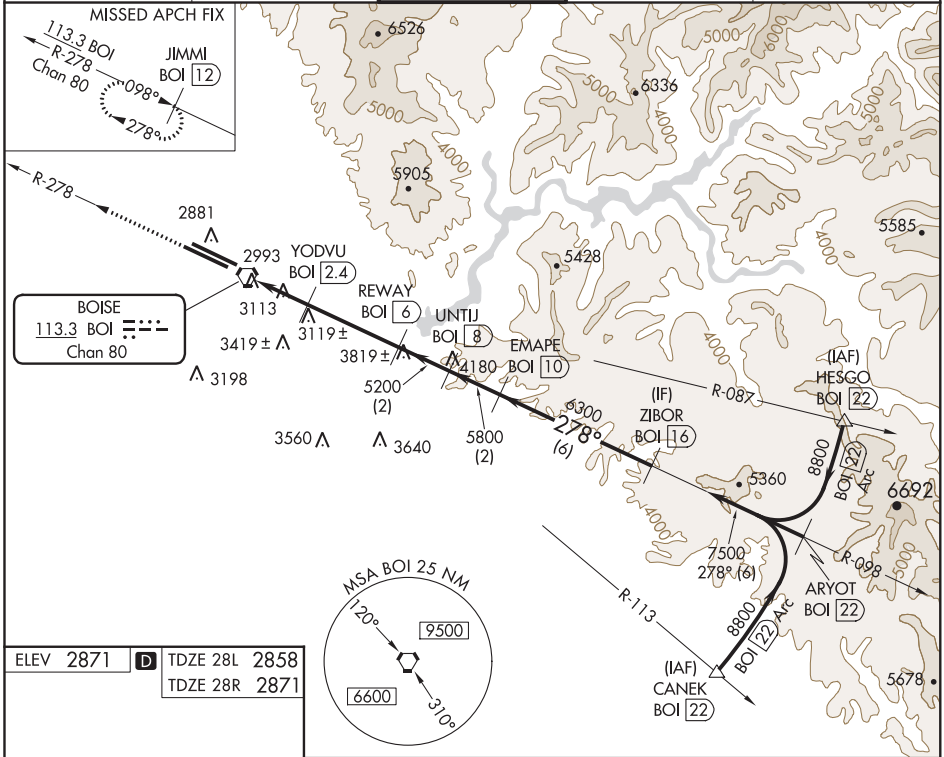 MISSED APCH FIX
113.3 BOI
Chan 80
R-278
JIMMI
BOI 12
098°
278°
6526
5000
5000
6000
6336
5000
4000
5000
4000
4000
5905
5585
4000
5428
R-278
2881
2993
YODVU
BOI 2.4
REWAY
BOI 6
UNTIJ
BOI 8
EMAPE
BOI 10
BOISE
113.3 BOI
Chan 80
3113
3119±
3419±
3819±
4180
3198
5200
(2)
5800
(2)
3560
3640
6300
278°
(6)
(IF)
ZIBOR
BOI 16
R-087
(IAF)
HESGO
BOI 22
8800
BOI 22 Arc
5360
6692
5000
4000
7500
278° (6)
R-098
ARYOT
BOI 22
R-113
8800
BOI 22 Arc
(IAF)
CANEK
BOI 22
5678
MSA BOI 25 NM
120°
9500
6600
310°
ELEV 2871
D
TDZE 28L 2858
TDZE 28R 2871